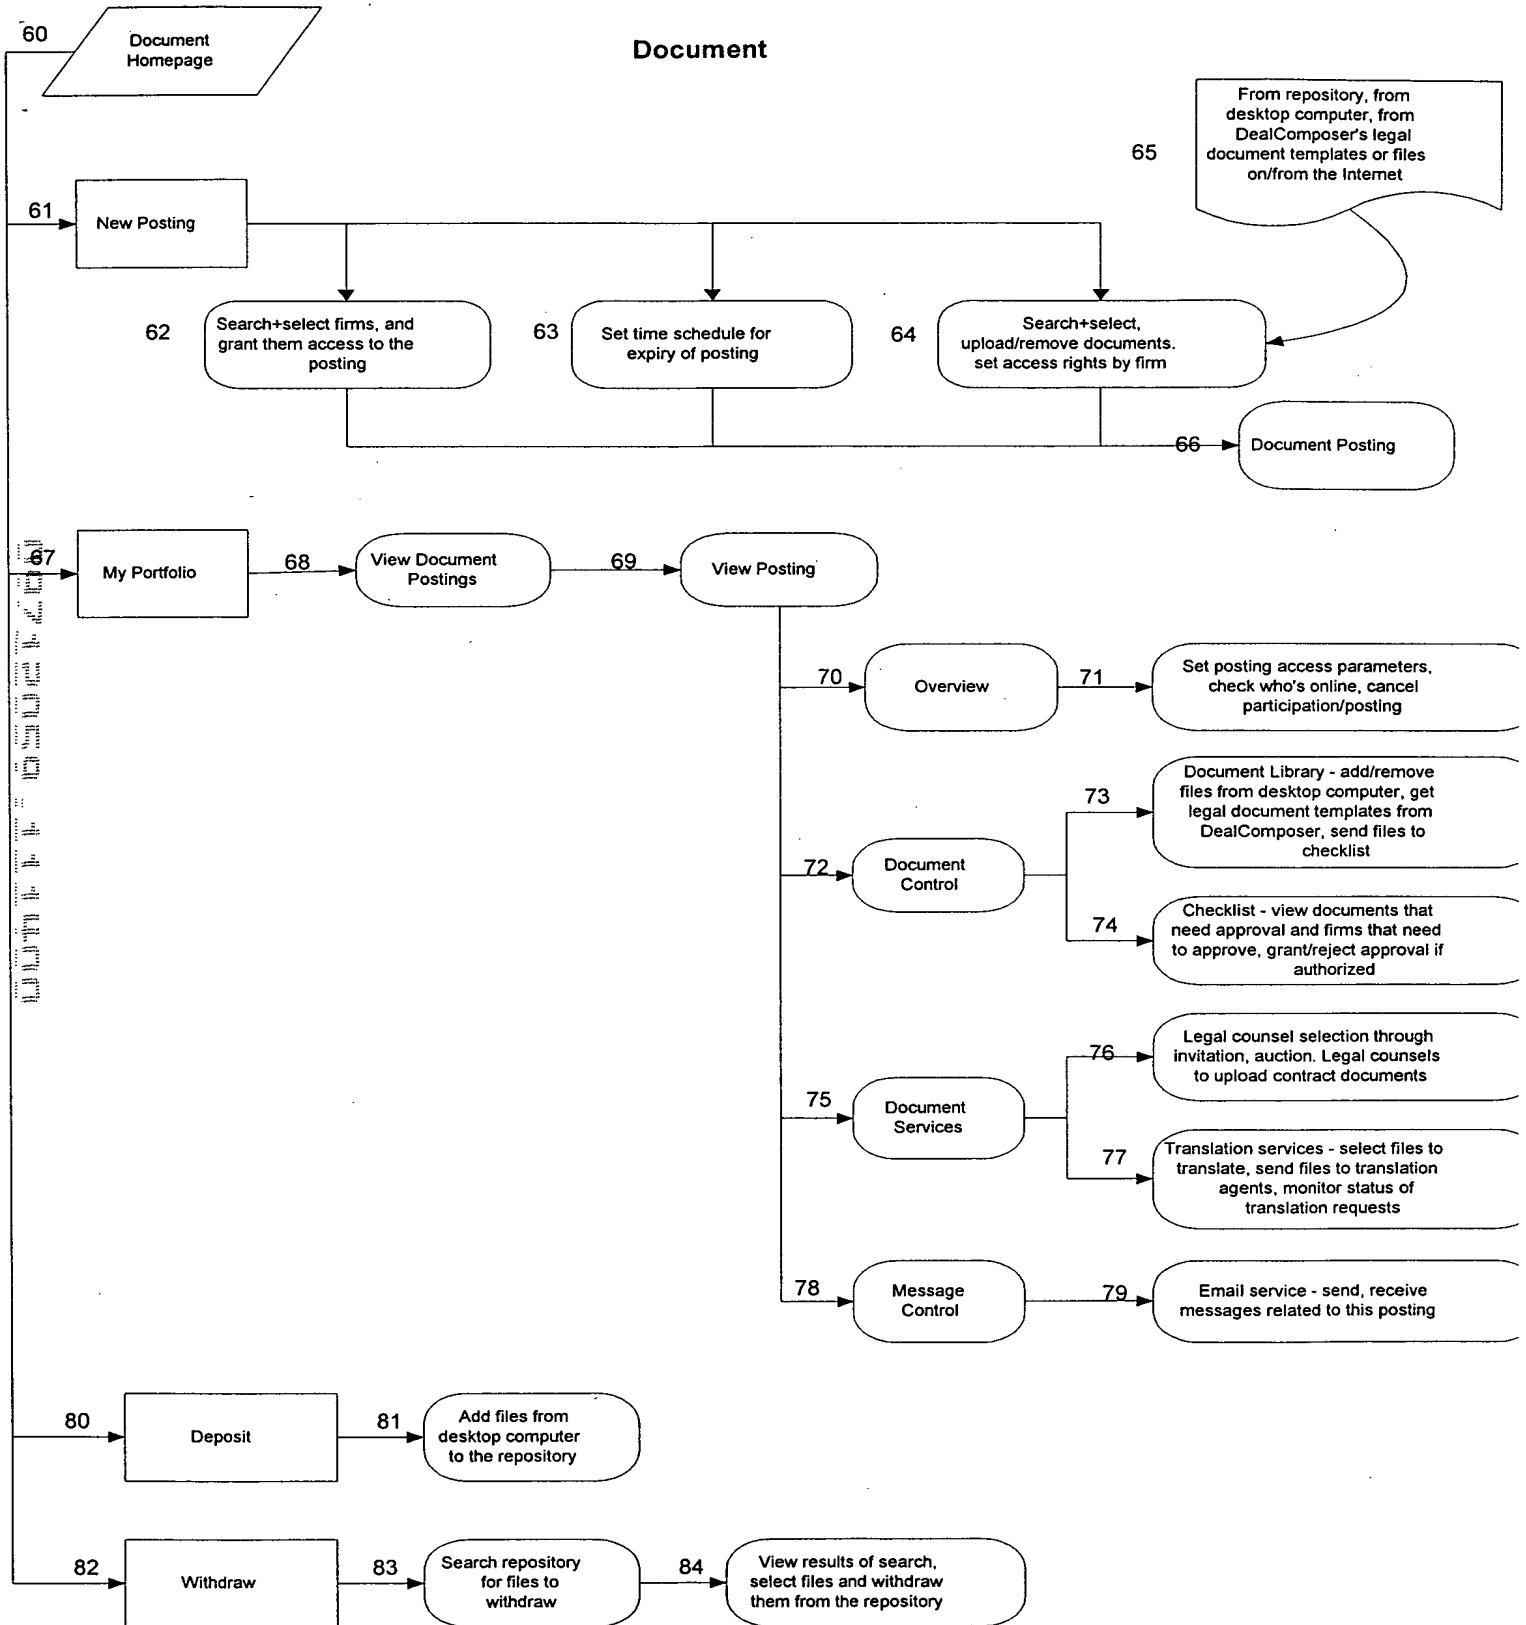 60
Document
Homepage
Document
65
From repository, from
desktop computer, from
DealComposer's legal
document templates or files
on/from the Internet
61
New Posting
62
Search+select firms, and
grant them access to the
posting
63
Set time schedule for
expiry of posting
64
Search+select,
upload/remove documents.
set access rights by firm
66
Document Posting
67
My Portfolio
68
View Document
Postings
69
View Posting
70
Overview
71
Set posting access parameters,
check who's online, cancel
participation/posting
72
Document
Control
73
Document Library - add/remove
files from desktop computer, get
legal document templates from
DealComposer, send files to
checklist
74
Checklist - view documents that
need approval and firms that need
to approve, grant/reject approval if
authorized
75
Document
Services
76
Legal counsel selection through
invitation, auction. Legal counsels
to upload contract documents
77
Translation services - select files to
translate, send files to translation
agents, monitor status of
translation requests
78
Message
Control
79
Email service - send, receive
messages related to this posting
80
Deposit
81
Add files from
desktop computer
to the repository
82
Withdraw
83
Search repository
for files to
withdraw
84
View results of search,
select files and withdraw
them from the repository